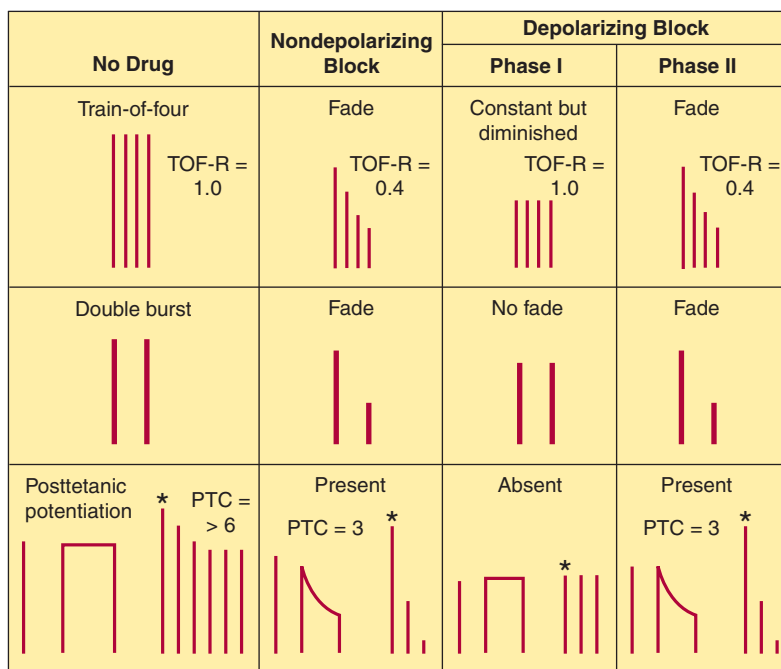 No Drug
Nondepolarizing
Block
Depolarizing Block
Phase I
Phase II
Train-of-four
TOF-R =
1.0
Fade
TOF-R =
0.4
Constant but
diminished
TOF-R =
1.0
Fade
TOF-R =
0.4
Double burst
Fade
No fade
Fade
Posttetanic
potentiation
*
PTC =
> 6
Present
PTC = 3
*
Absent
*
Present
PTC = 3
*